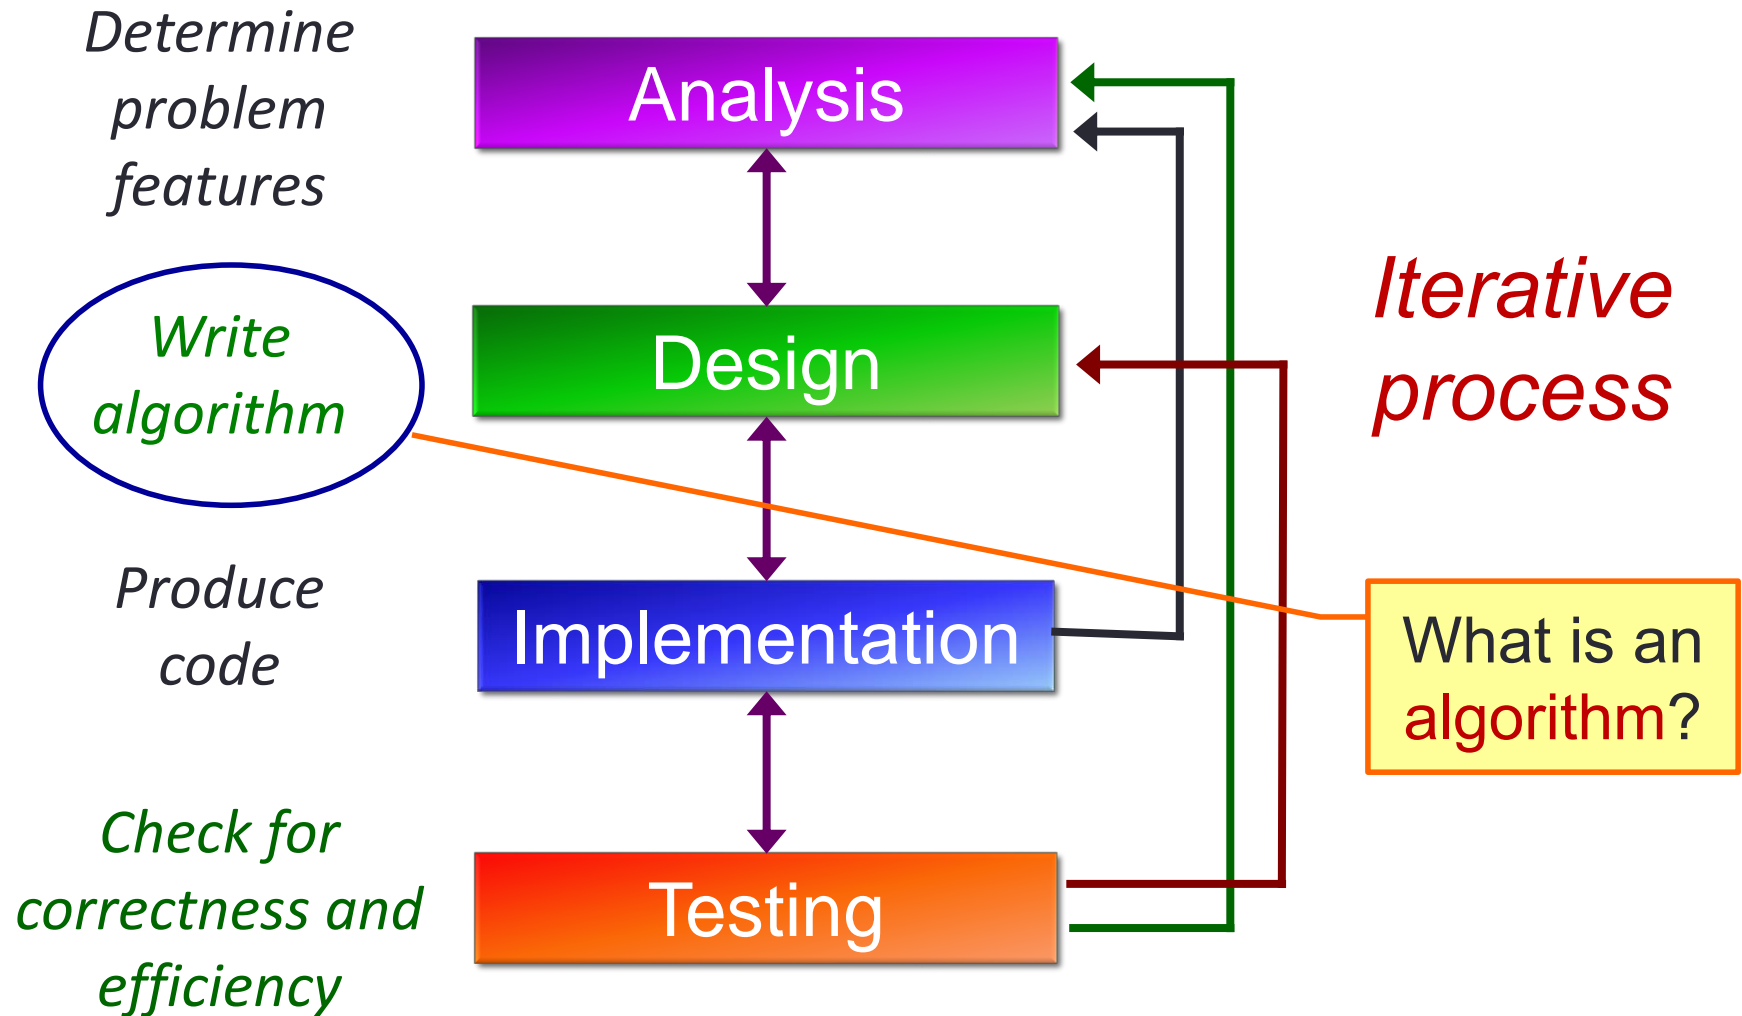 Determine
problem
features
Analysis
Write
algorithm
Design
Iterative
process
Produce
code
Implementation
What is an
algorithm?
Check for
correctness and
efficiency
Testing